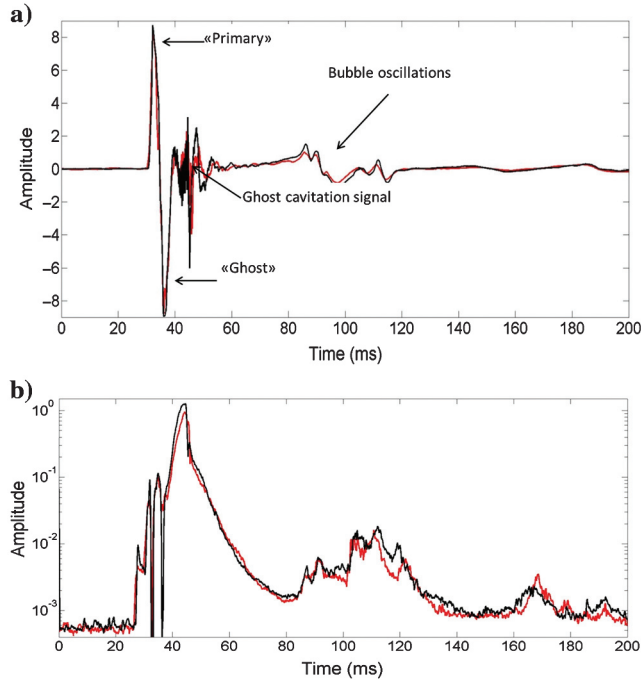 a)
8
6
4
2
0
–2
–4
–6
–8
Amplitude
«Primary»
Bubble oscillations
Ghost cavitation signal
«Ghost»
0 20 40 60 80 100 120 140 160 180 200
Time (ms)
b)
10⁰
10⁻¹
10⁻²
10⁻³
Amplitude
0 20 40 60 80 100 120 140 160 180 200
Time (ms)